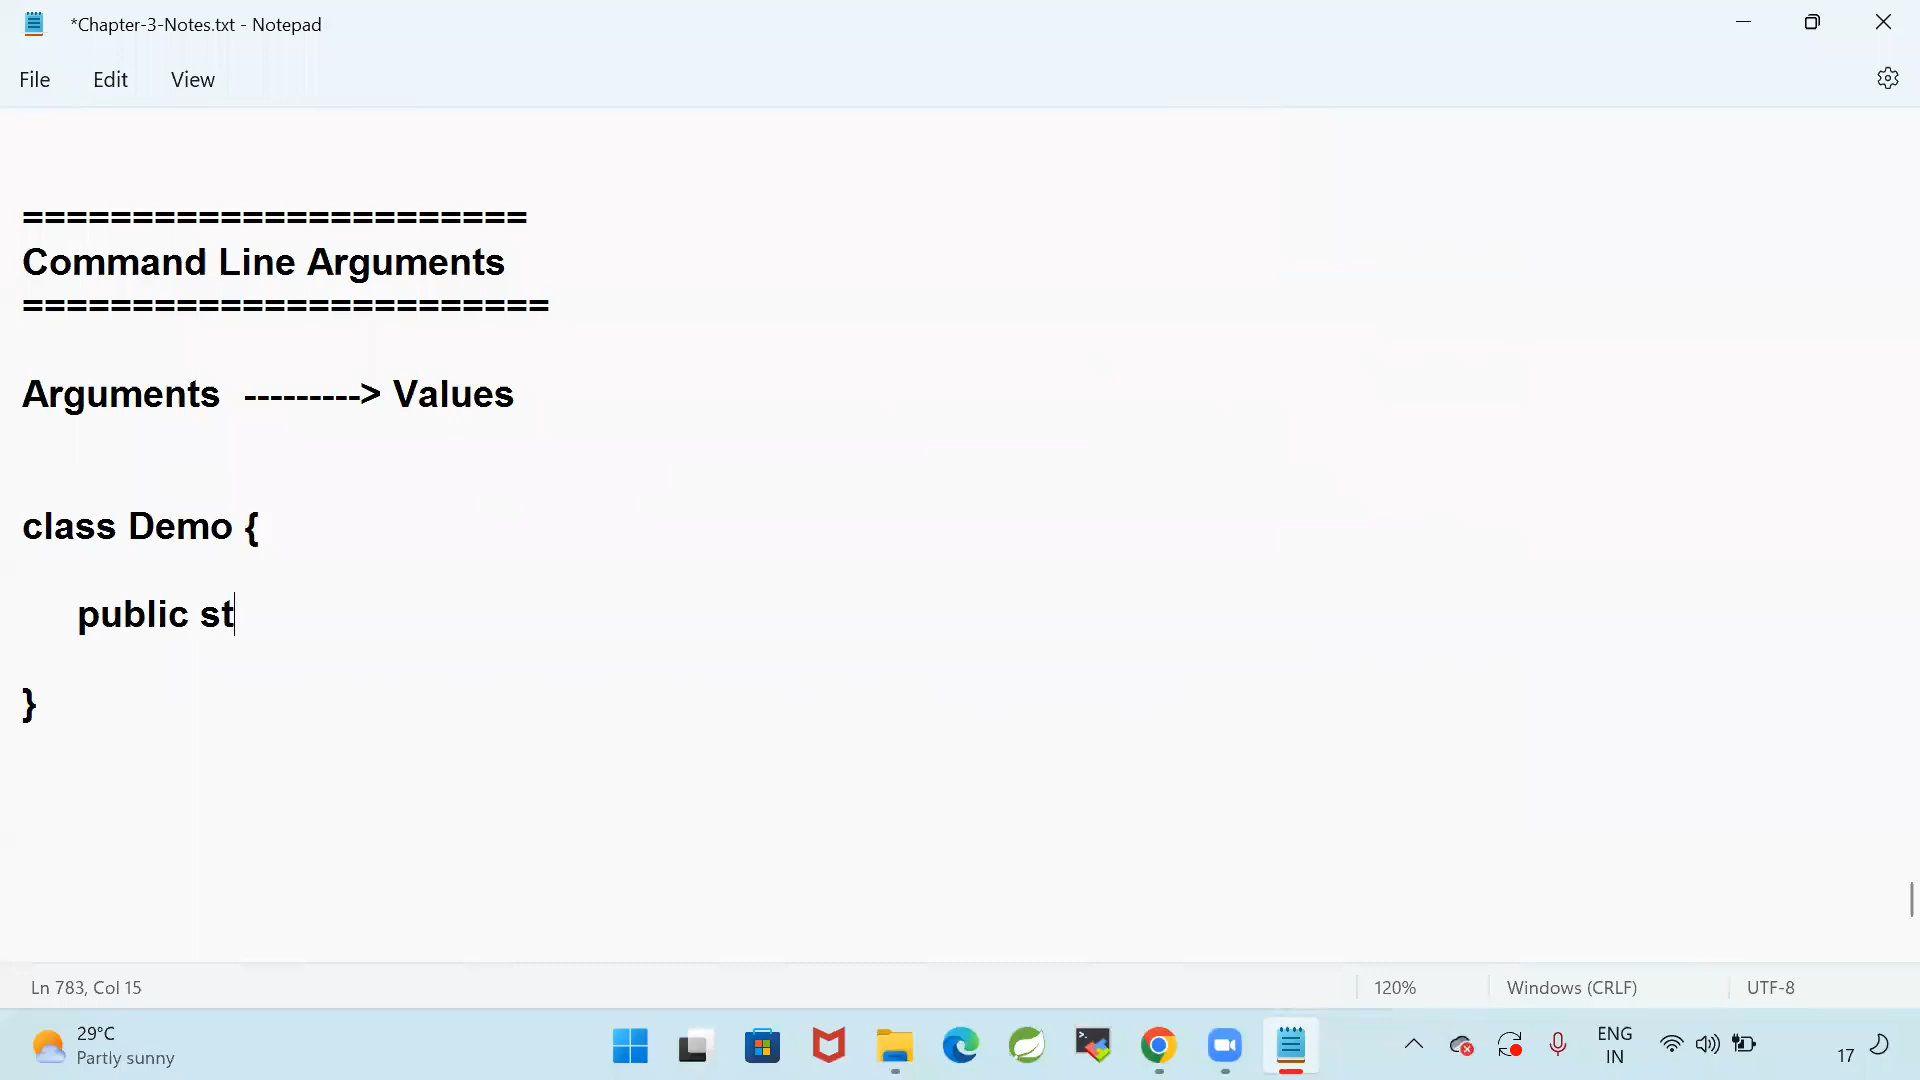 *Chapter-3-Notes.txt - Notepad
File Edit View
=======================
Command Line Arguments
========================
Arguments ---------> Values
class Demo {
public st
}
Ln 783, Col 15
120%
Windows (CRLF)
UTF-8
29°C
Partly sunny
ENG
IN
17